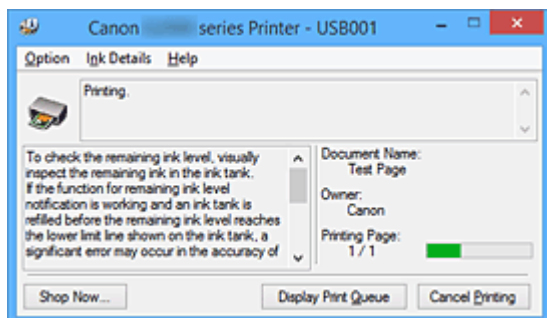 Canon series Printer - USB001
Option Ink Details Help
Printing.
To check the remaining ink level, visually
inspect the remaining ink in the ink tank.
If the function for remaining ink level
notification is working and an ink tank is
refilled before the remaining ink level reaches
the lower limit line shown on the ink tank, a
significant error may occur in the accuracy of
Document Name:
Test Page
Owner:
Canon
Printing Page:
1 / 1
Shop Now... Display Print Queue Cancel Printing